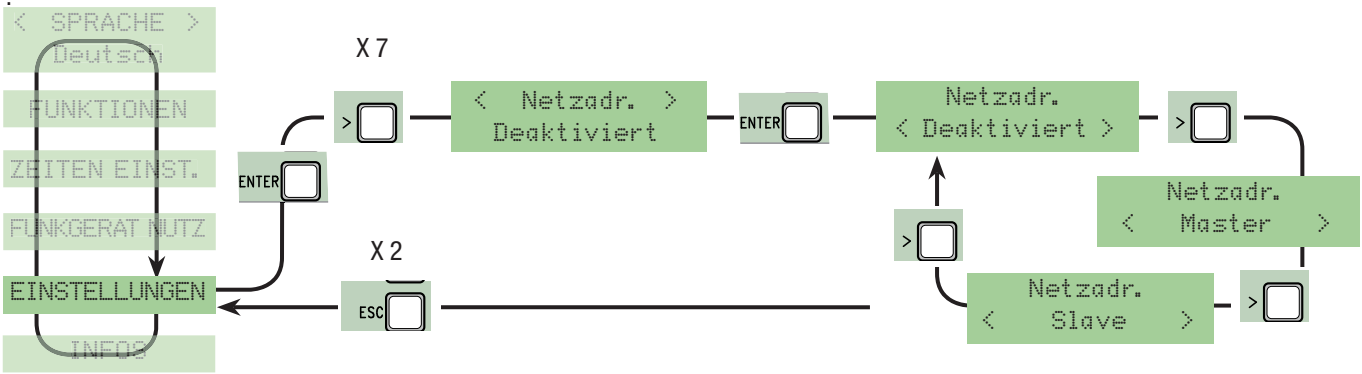 < SPRACHE >
Deutsch
FUNKTIONEN
ZEITEN EINST.
FUNKGERAT NUTZ
EINSTELLUNGEN
INFOS
ENTER
X 7
>
< Netzadr. >
Deaktiviert
ENTER
Netzadr.
< Deaktiviert >
>
Netzadr.
< Master >
>
Netzadr.
< Slave >
>
X 2
ESC